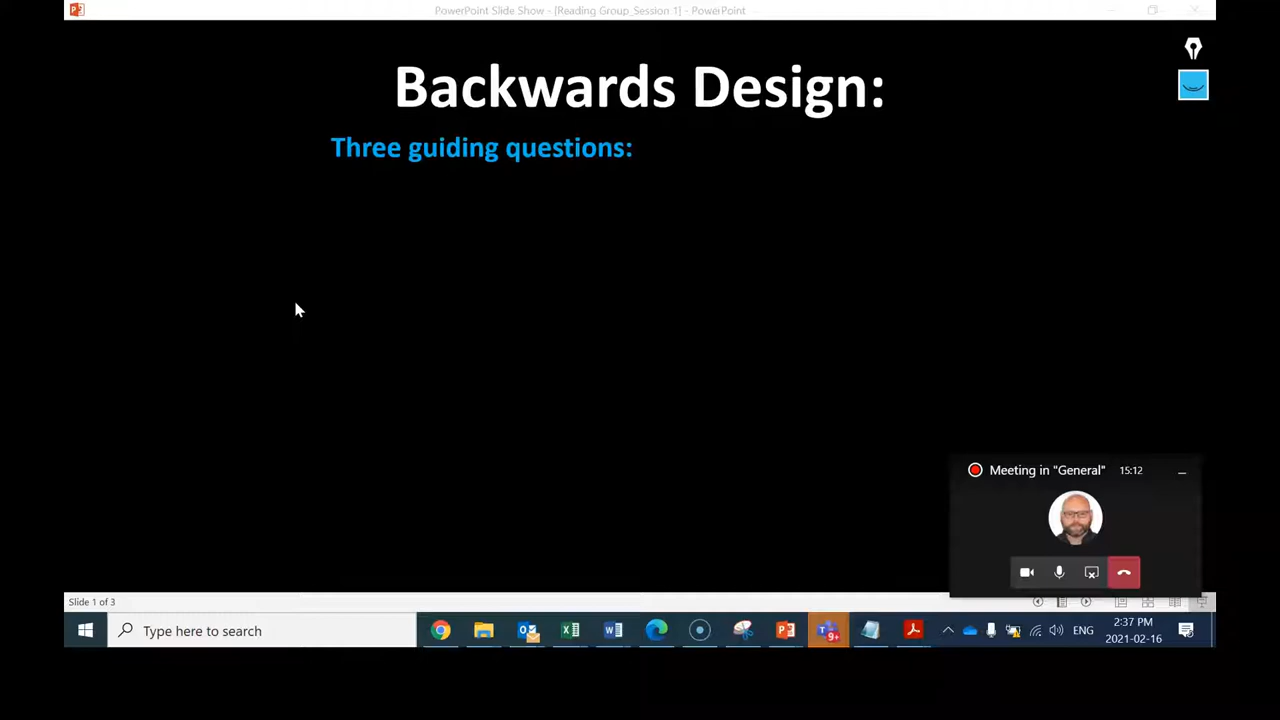 PowerPoint Slide Show - [Reading Group_Session 1] - PowerPoint
Backwards Design:
Three guiding questions:
Meeting in "General" 15:12
Slide 1 of 3
Type here to search
9+
ENG
2:37 PM
2021-02-16